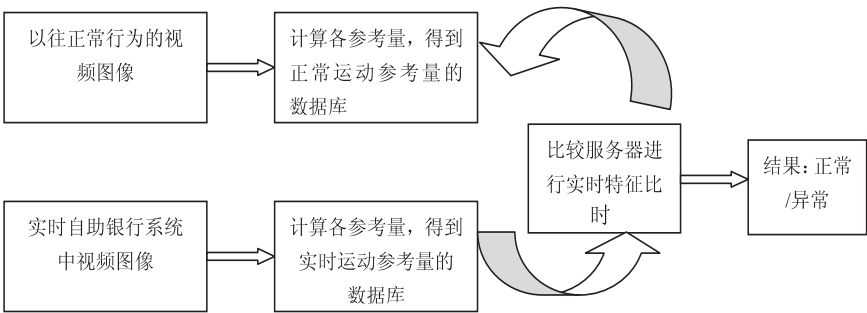 以往正常行为的视
频图像
计算各参考量，得到
正常运动参考量的
数据库
比较服务器进
行实时特征比
时
结果：正常
/异常
实时自助银行系统
中视频图像
计算各参考量，得到
实时运动参考量的
数据库